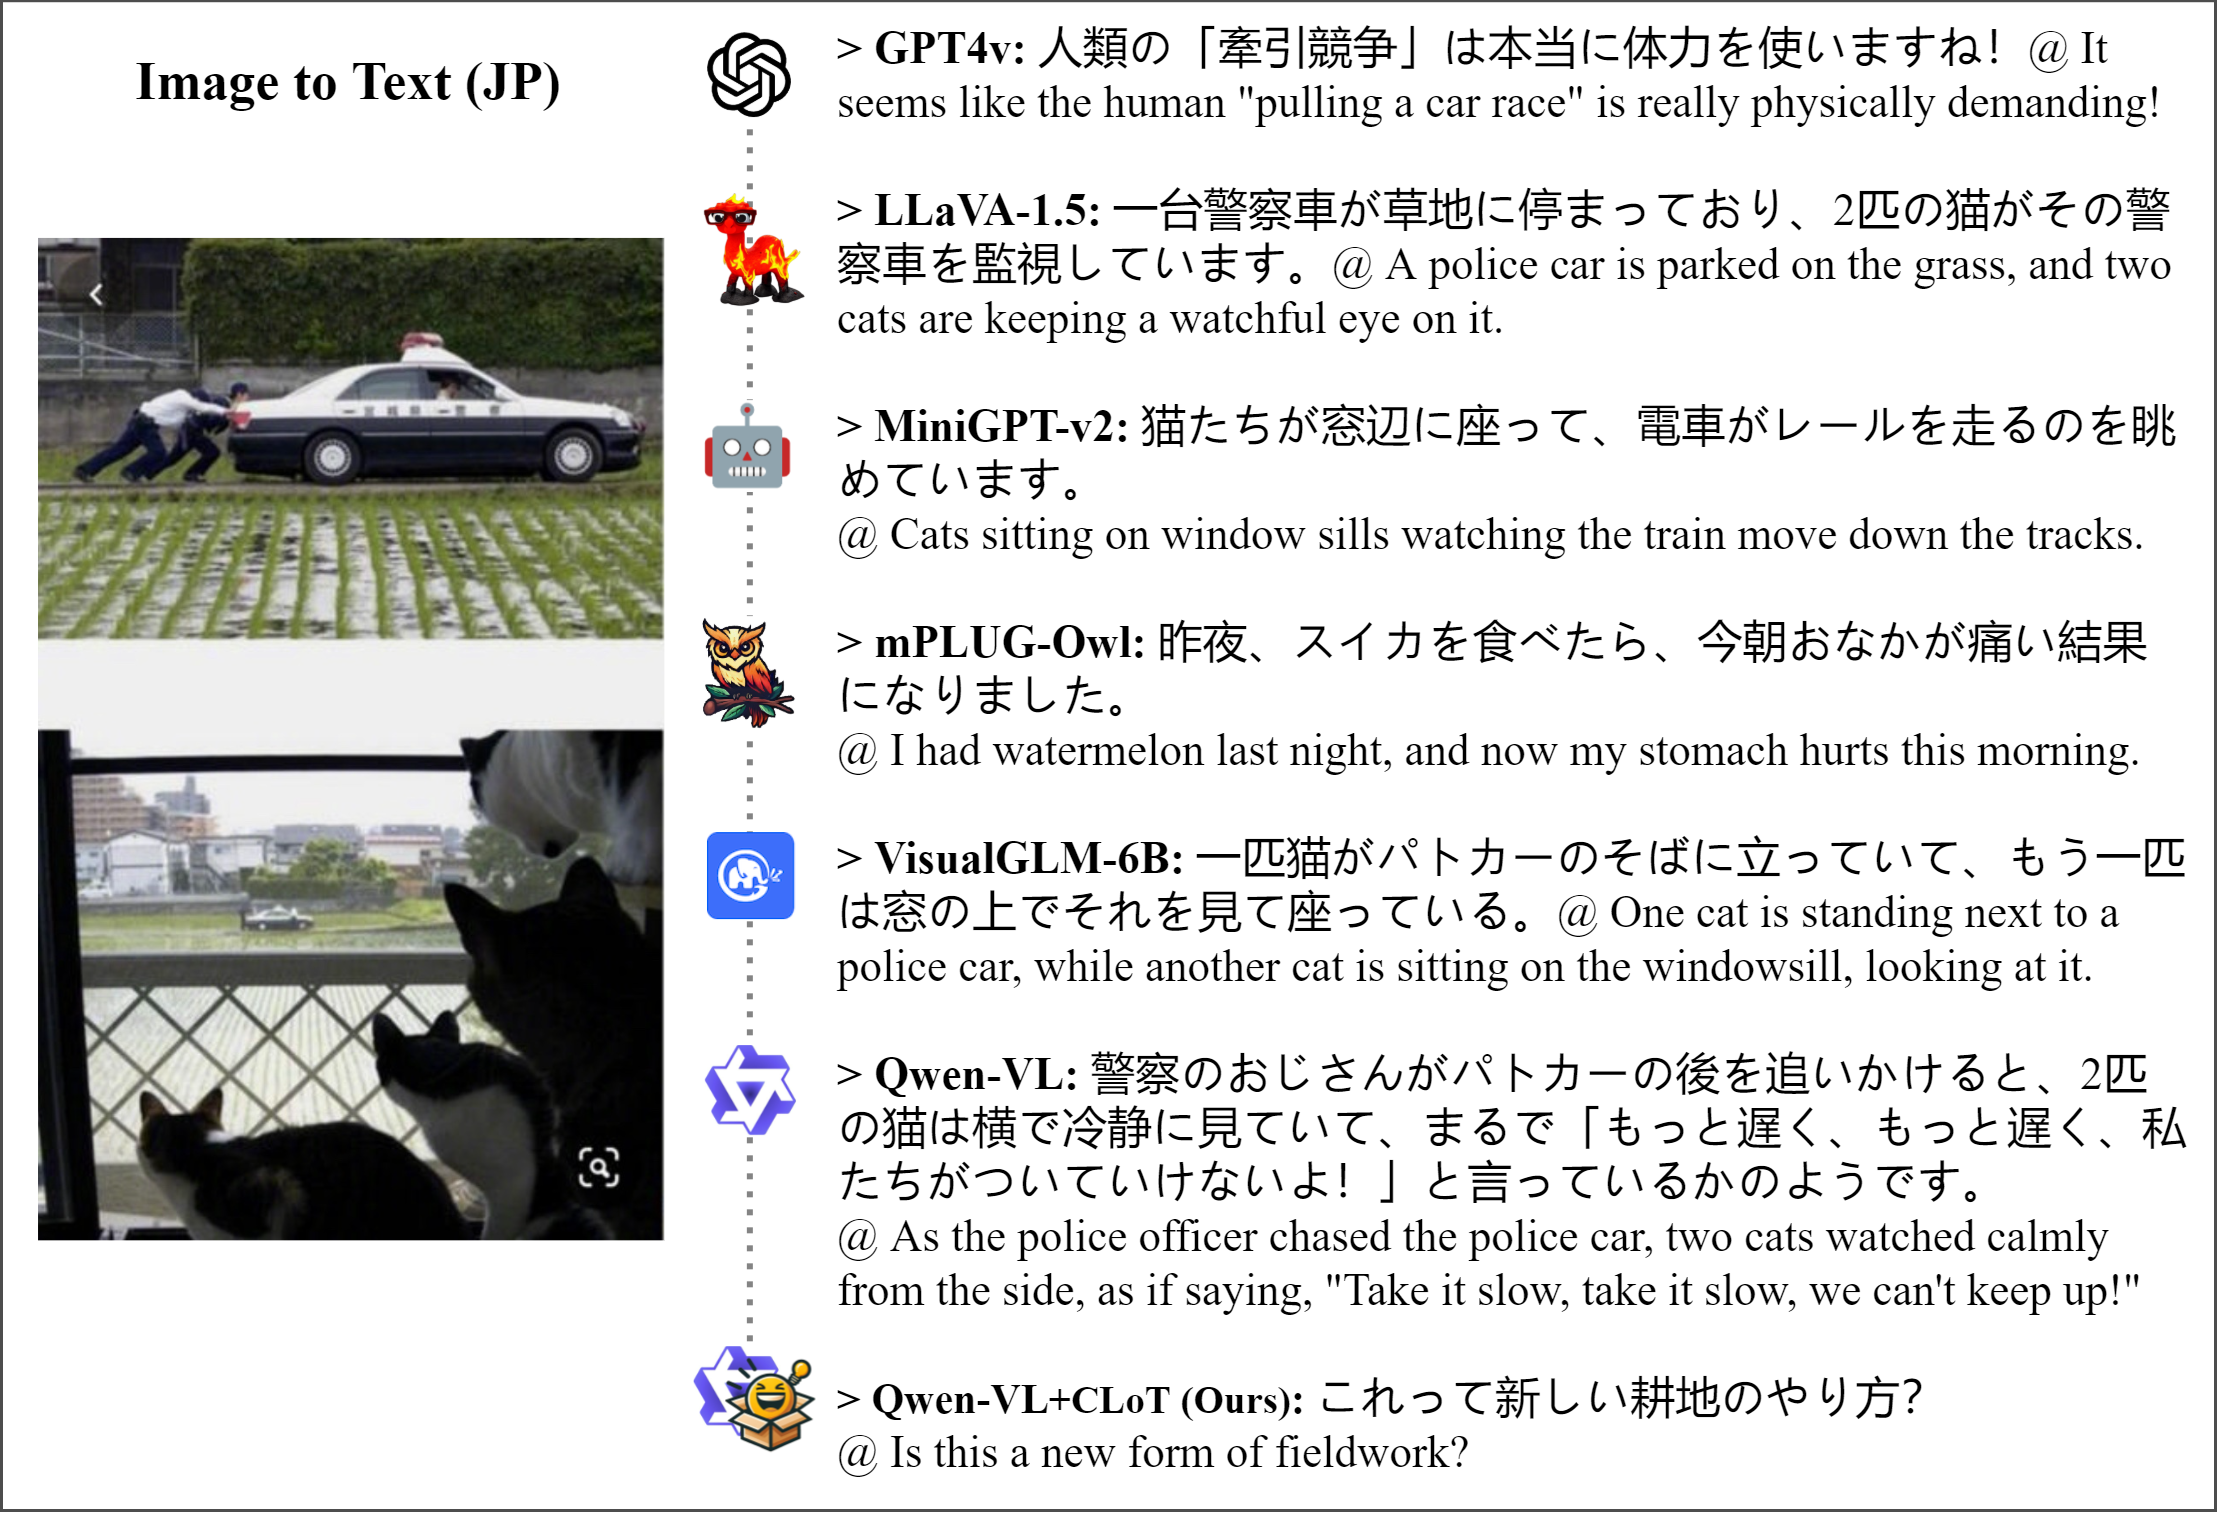 Image to Text (JP)
> GPT4v: 人類の「牽引競争」は本当に体力を使いますね！@ It
seems like the human "pulling a car race" is really physically demanding!
> LLaVA-1.5: 一台警察車が草地に停まっており、2匹の猫がその警
察車を監視しています。@ A police car is parked on the grass, and two
cats are keeping a watchful eye on it.
> MiniGPT-v2: 猫たちが窓辺に座って、電車がレールを走るのを眺
めています。
@ Cats sitting on window sills watching the train move down the tracks.
> mPLUG-Owl: 昨夜、スイカを食べたら、今朝おなかが痛い結果
になりました。
@ I had watermelon last night, and now my stomach hurts this morning.
> VisualGLM-6B: 一匹猫がパトカーのそばに立っていて、もう一匹
は窓の上でそれを見て座っている。@ One cat is standing next to a
police car, while another cat is sitting on the windowsill, looking at it.
> Qwen-VL: 警察のおじさんがパトカーの後を追いかけると、2匹
の猫は横で冷静に見ていて、まるで「もっと遅く、もっと遅く、私
たちがついていけないよ！」と言っているかのようです。
@ As the police officer chased the police car, two cats watched calmly
from the side, as if saying, "Take it slow, take it slow, we can't keep up!"
> Qwen-VL+CLoT (Ours): これって新しい耕地のやり方？
@ Is this a new form of fieldwork?